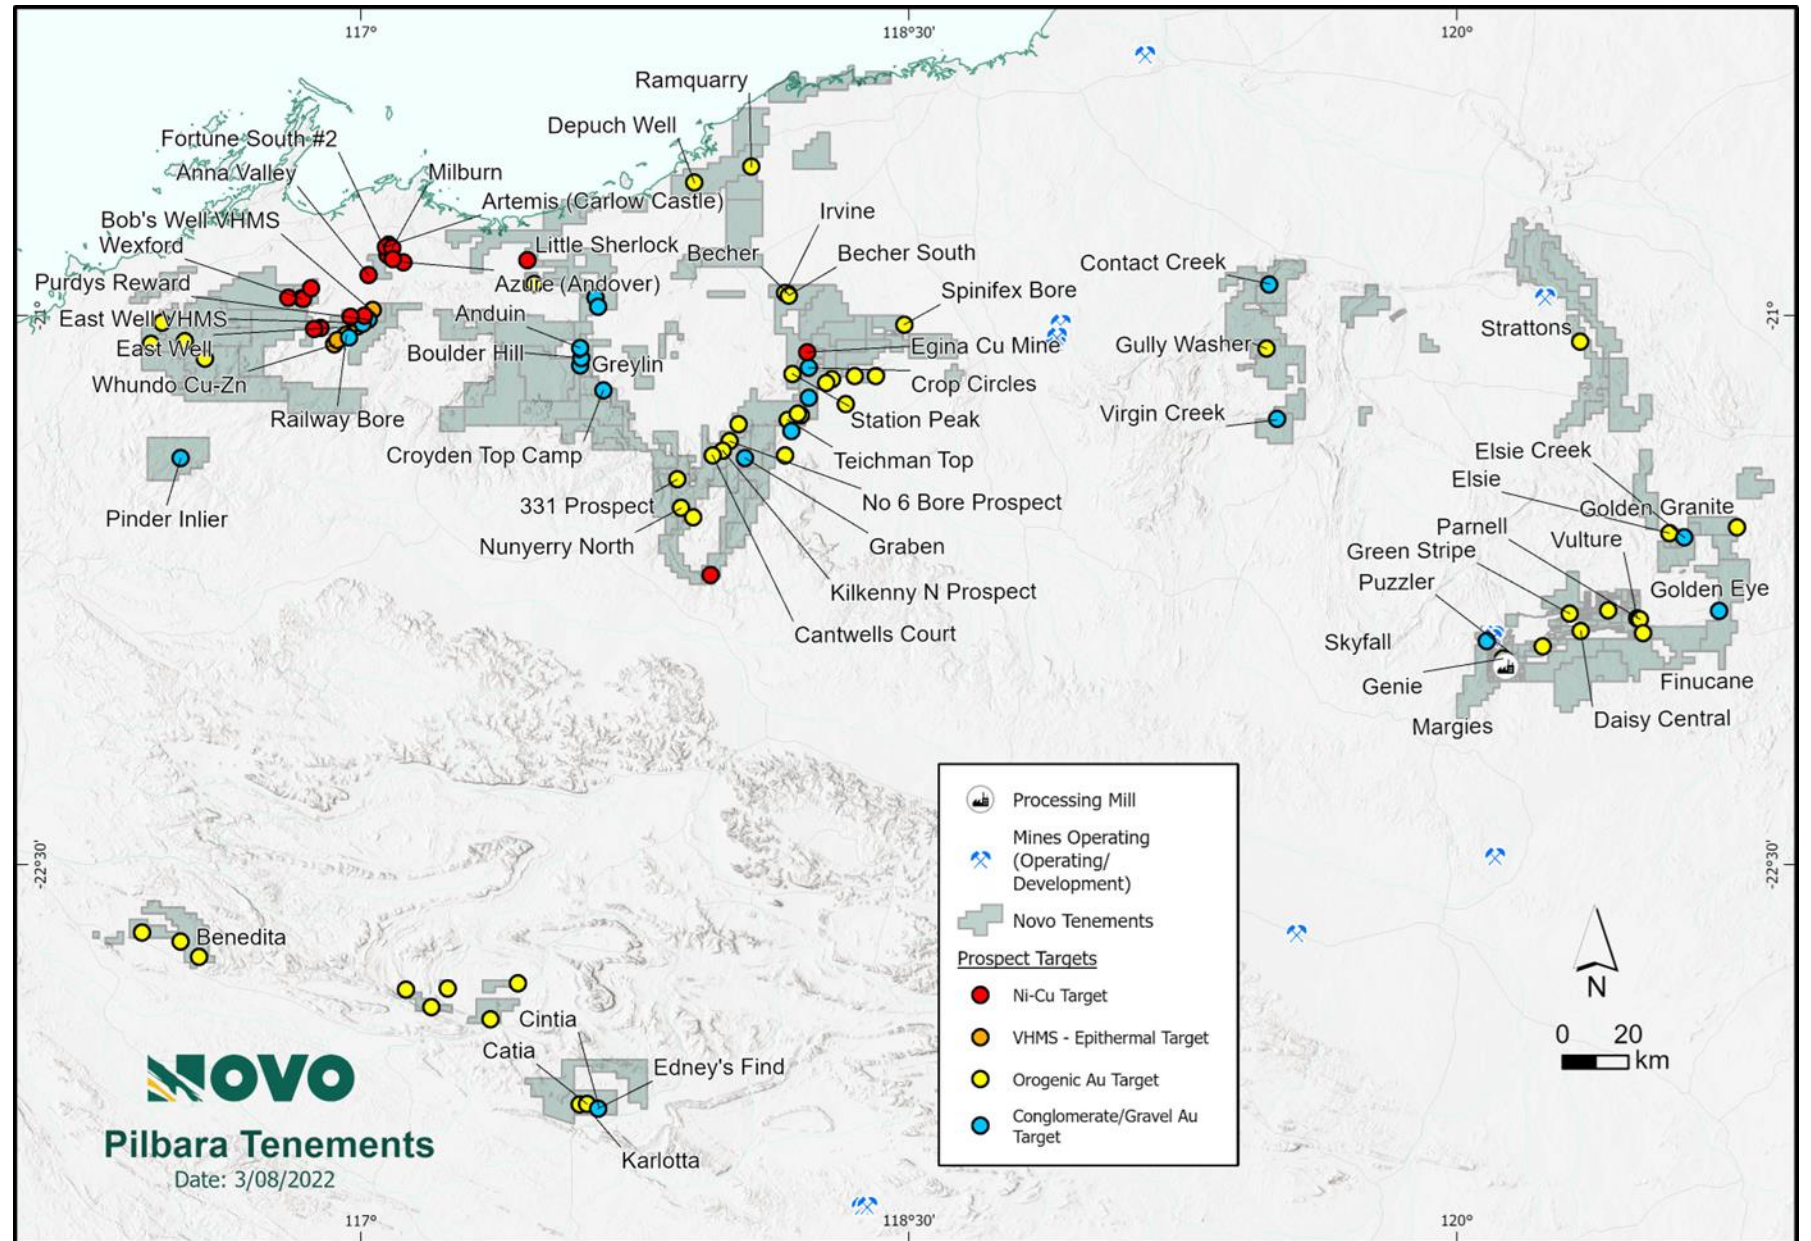 117°
118°30'
120°
Ramquarry
Depuch Well
Fortune South #2
Anna Valley
Milburn
Artemis (Carlow Castle)
Bob's Well VHMS
Wexford
Irvine
Little Sherlock
Becher
Becher South
Contact Creek
Purdys Reward
Azure (Andover)
Spinifex Bore
-21°
East Well VHMS
Anduin
-21°
Strattons
East Well
Boulder Hill
Greylin
Egina Cu Mine
Gully Washer
Whundo Cu-Zn
Crop Circles
Railway Bore
Station Peak
Virgin Creek
Croyden Top Camp
Teichman Top
Elsie Creek
Elsie
331 Prospect
No 6 Bore Prospect
Golden Granite
Pinder Inlier
Parnell
Nunyerry North
Graben
Green Stripe
Vulture
Puzzler
Kilkenny N Prospect
Golden Eye
Cantwells Court
Skyfall
Genie
Finucane
Margies
Daisy Central
Processing Mill
Mines Operating
(Operating/
Development)
-22°30'
-22°30'
Novo Tenements
Benedita
Prospect Targets
Ni-Cu Target
N
Cintia
VHMS - Epithermal Target
0 20
km
Catia
Edney's Find
Orogenic Au Target
NOVO
Conglomerate/Gravel Au
Target
Pilbara Tenements
Karlotta
Date: 3/08/2022
117°
118°30'
120°